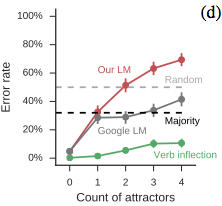 (d)
100%
80%
60%
40%
20%
0%
Error rate
Our LM
Random
Majority
Google LM
Verb inflection
0 1 2 3 4
Count of attractors